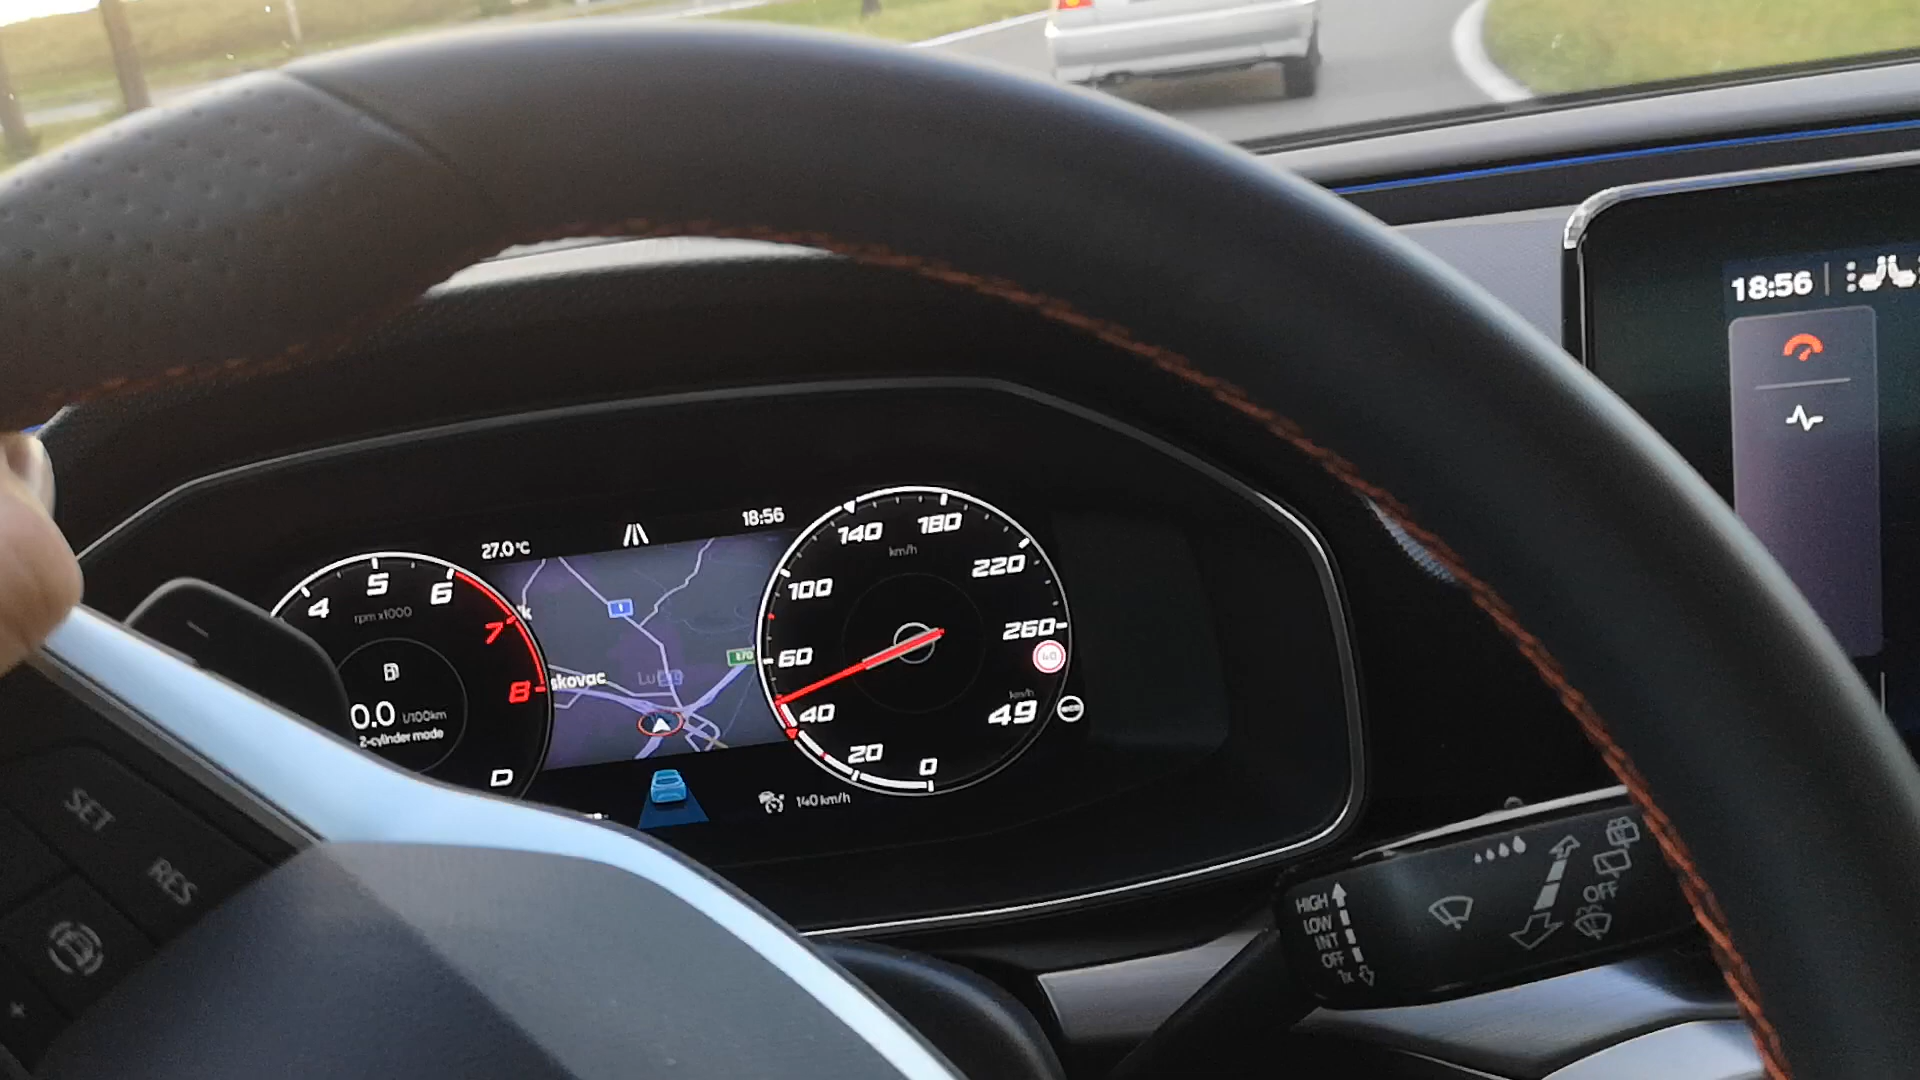 18:56
18:56
27.0°C
140
180
km/h
100
220
5
4
6
rpm x1000
1
7
260
60
E70
40
8
skovac
0.0 l/100km
2-cylinder mode
40
km/h
49
20
0
D
140 km/h
SET
RES
HIGH
LOW
INT
OFF
1x
OFF